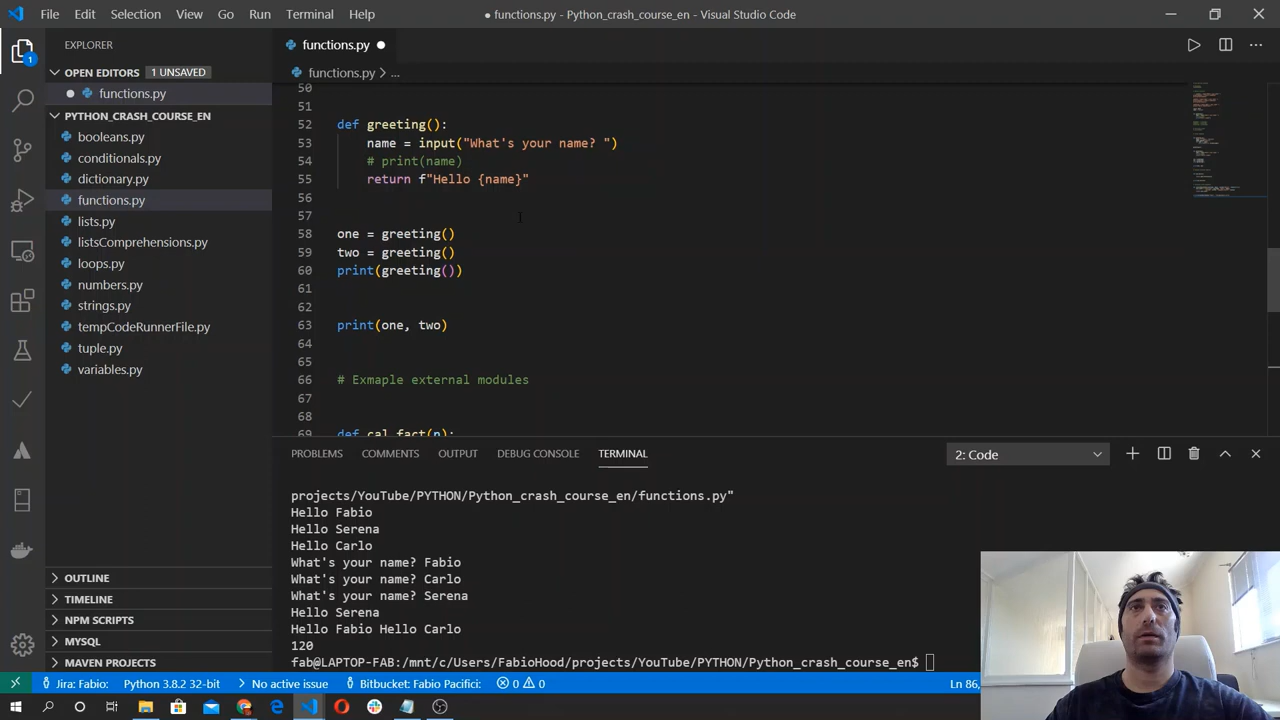 File Edit Selection View Go Run Terminal Help
● functions.py - Python_crash_course_en - Visual Studio Code
EXPLORER
OPEN EDITORS 1 UNSAVED
functions.py
PYTHON_CRASH_COURSE_EN
booleans.py
conditionals.py
dictionary.py
functions.py
lists.py
listsComprehensions.py
loops.py
numbers.py
strings.py
tempCodeRunnerFile.py
tuple.py
variables.py
OUTLINE
TIMELINE
NPM SCRIPTS
MYSQL
MAVEN PROJECTS
1
functions.py ●
functions.py > ...
50
51
52 def greeting():
53 name = input("What's your name? ")
54 # print(name)
55 return f"Hello {name}"
56
57
58 one = greeting()
59 two = greeting()
60 print(greeting())
61
62
63 print(one, two)
64
65
66 # Exmaple external modules
67
68
69 def cal_fact(n):
PROBLEMS COMMENTS OUTPUT DEBUG CONSOLE TERMINAL 2: Code
projects/YouTube/PYTHON/Python_crash_course_en/functions.py"
Hello Fabio
Hello Serena
Hello Carlo
What's your name? Fabio
What's your name? Carlo
What's your name? Serena
Hello Serena
Hello Fabio Hello Carlo
120
fab@LAPTOP-FAB:/mnt/c/Users/FabioHood/projects/YouTube/PYTHON/Python_crash_course_en$
Jira: Fabio: Python 3.8.2 32-bit No active issue Bitbucket: Fabio Pacifici: 0 0 Ln 86,